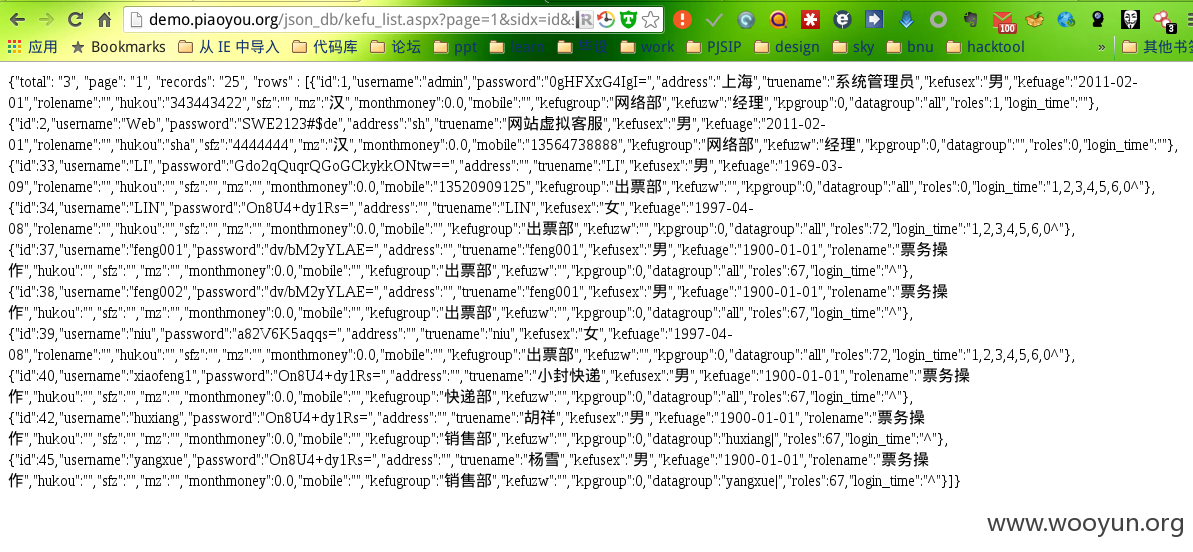 demo.piaoyou.org/json_db/kefu_list.aspx?page=1&sidx=id&
应用 Bookmarks 从 IE 中导入 代码库 论坛 ppt work PJSIP design sky bnu hacktool » 其他书签
{"total": "3", "page": "1", "records": "25", "rows" : [{"id":1,"username":"admin","password":"0gHFXxG4IgI=","address":"上海","truename":"系统管理员","kefusex":"男","kefuage":"2011-02-
01","rolename":"","hukou":"343443422","sfz":"","mz":"汉","monthmoney":0.0,"mobile":"","kefugroup":"网络部","kefuzw":"经理","kpgroup":0,"datagroup":"all","roles":1,"login_time":""},
{"id":2,"username":"Web","password":"SWE2123#$de","address":"sh","truename":"网站虚拟客服","kefusex":"男","kefuage":"2011-02-
01","rolename":"","hukou":"sha","sfz":"4444444","mz":"汉","monthmoney":0.0,"mobile":"13564738888","kefugroup":"网络部","kefuzw":"经理","kpgroup":0,"datagroup":"","roles":0,"login_time":""},
{"id":33,"username":"LI","password":"Gdo2qQuqrQGoGCkykkONtw==","address":"","truename":"LI","kefusex":"男","kefuage":"1969-03-
09","rolename":"","hukou":"","sfz":"","mz":"","monthmoney":0.0,"mobile":"13520909125","kefugroup":"出票部","kefuzw":"","kpgroup":0,"datagroup":"all","roles":0,"login_time":"1,2,3,4,5,6,0^"},
{"id":34,"username":"LIN","password":"On8U4+dy1Rs=","address":"","truename":"LIN","kefusex":"女","kefuage":"1997-04-
08","rolename":"","hukou":"","sfz":"","mz":"","monthmoney":0.0,"mobile":"","kefugroup":"出票部","kefuzw":"","kpgroup":0,"datagroup":"all","roles":72,"login_time":"1,2,3,4,5,6,0^"},
{"id":37,"username":"feng001","password":"dv/bM2yYLAE=","address":"","truename":"feng001","kefusex":"男","kefuage":"1900-01-01","rolename":"票务操
作","hukou":"","sfz":"","mz":"","monthmoney":0.0,"mobile":"","kefugroup":"出票部","kefuzw":"","kpgroup":0,"datagroup":"all","roles":67,"login_time":"^"},
{"id":38,"username":"feng002","password":"dv/bM2yYLAE=","address":"","truename":"feng001","kefusex":"男","kefuage":"1900-01-01","rolename":"票务操
作","hukou":"","sfz":"","mz":"","monthmoney":0.0,"mobile":"","kefugroup":"出票部","kefuzw":"","kpgroup":0,"datagroup":"all","roles":67,"login_time":"^"},
{"id":39,"username":"niu","password":"a82V6K5aqqs=","address":"","truename":"niu","kefusex":"女","kefuage":"1997-04-
08","rolename":"","hukou":"","sfz":"","mz":"","monthmoney":0.0,"mobile":"","kefugroup":"出票部","kefuzw":"","kpgroup":0,"datagroup":"all","roles":72,"login_time":"1,2,3,4,5,6,0^"},
{"id":40,"username":"xiaofeng1","password":"On8U4+dy1Rs=","address":"","truename":"小封快递","kefusex":"男","kefuage":"1900-01-01","rolename":"票务操
作","hukou":"","sfz":"","mz":"","monthmoney":0.0,"mobile":"","kefugroup":"快递部","kefuzw":"","kpgroup":0,"datagroup":"all","roles":67,"login_time":"^"},
{"id":42,"username":"huxiang","password":"On8U4+dy1Rs=","address":"","truename":"胡祥","kefusex":"男","kefuage":"1900-01-01","rolename":"票务操
作","hukou":"","sfz":"","mz":"","monthmoney":0.0,"mobile":"","kefugroup":"销售部","kefuzw":"","kpgroup":0,"datagroup":"huxiang|","roles":67,"login_time":"^"},
{"id":45,"username":"yangxue","password":"On8U4+dy1Rs=","address":"","truename":"杨雪","kefusex":"男","kefuage":"1900-01-01","rolename":"票务操
作","hukou":"","sfz":"","mz":"","monthmoney":0.0,"mobile":"","kefugroup":"销售部","kefuzw":"","kpgroup":0,"datagroup":"yangxue|","roles":67,"login_time":"^"}]}
www.wooyun.org